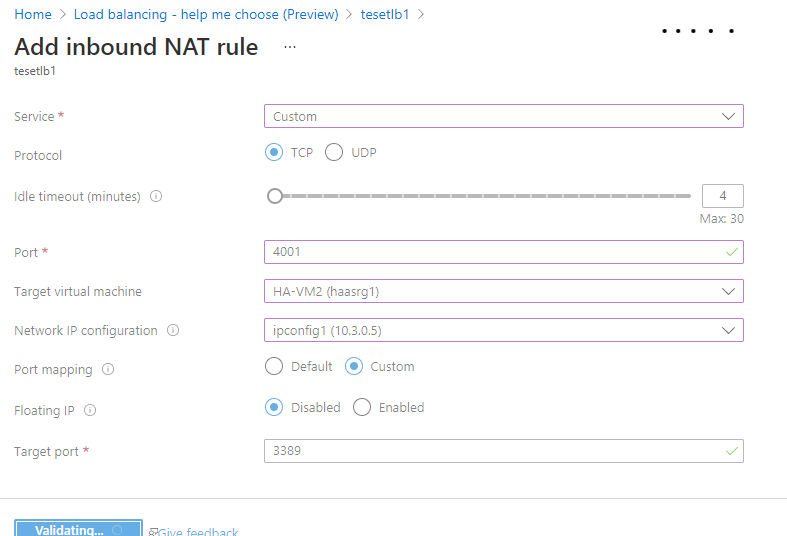 Home > Load balancing - help me choose (Preview) > tesetlb1 >
Add inbound NAT rule ...
tesetlb1
Service * Custom
Protocol TCP UDP
Idle timeout (minutes) 4
Max: 30
Port * 4001
Target virtual machine HA-VM2 (haasrg1)
Network IP configuration ipconfig1 (10.3.0.5)
Port mapping Default Custom
Floating IP Disabled Enabled
Target port * 3389
Validating... Give feedback